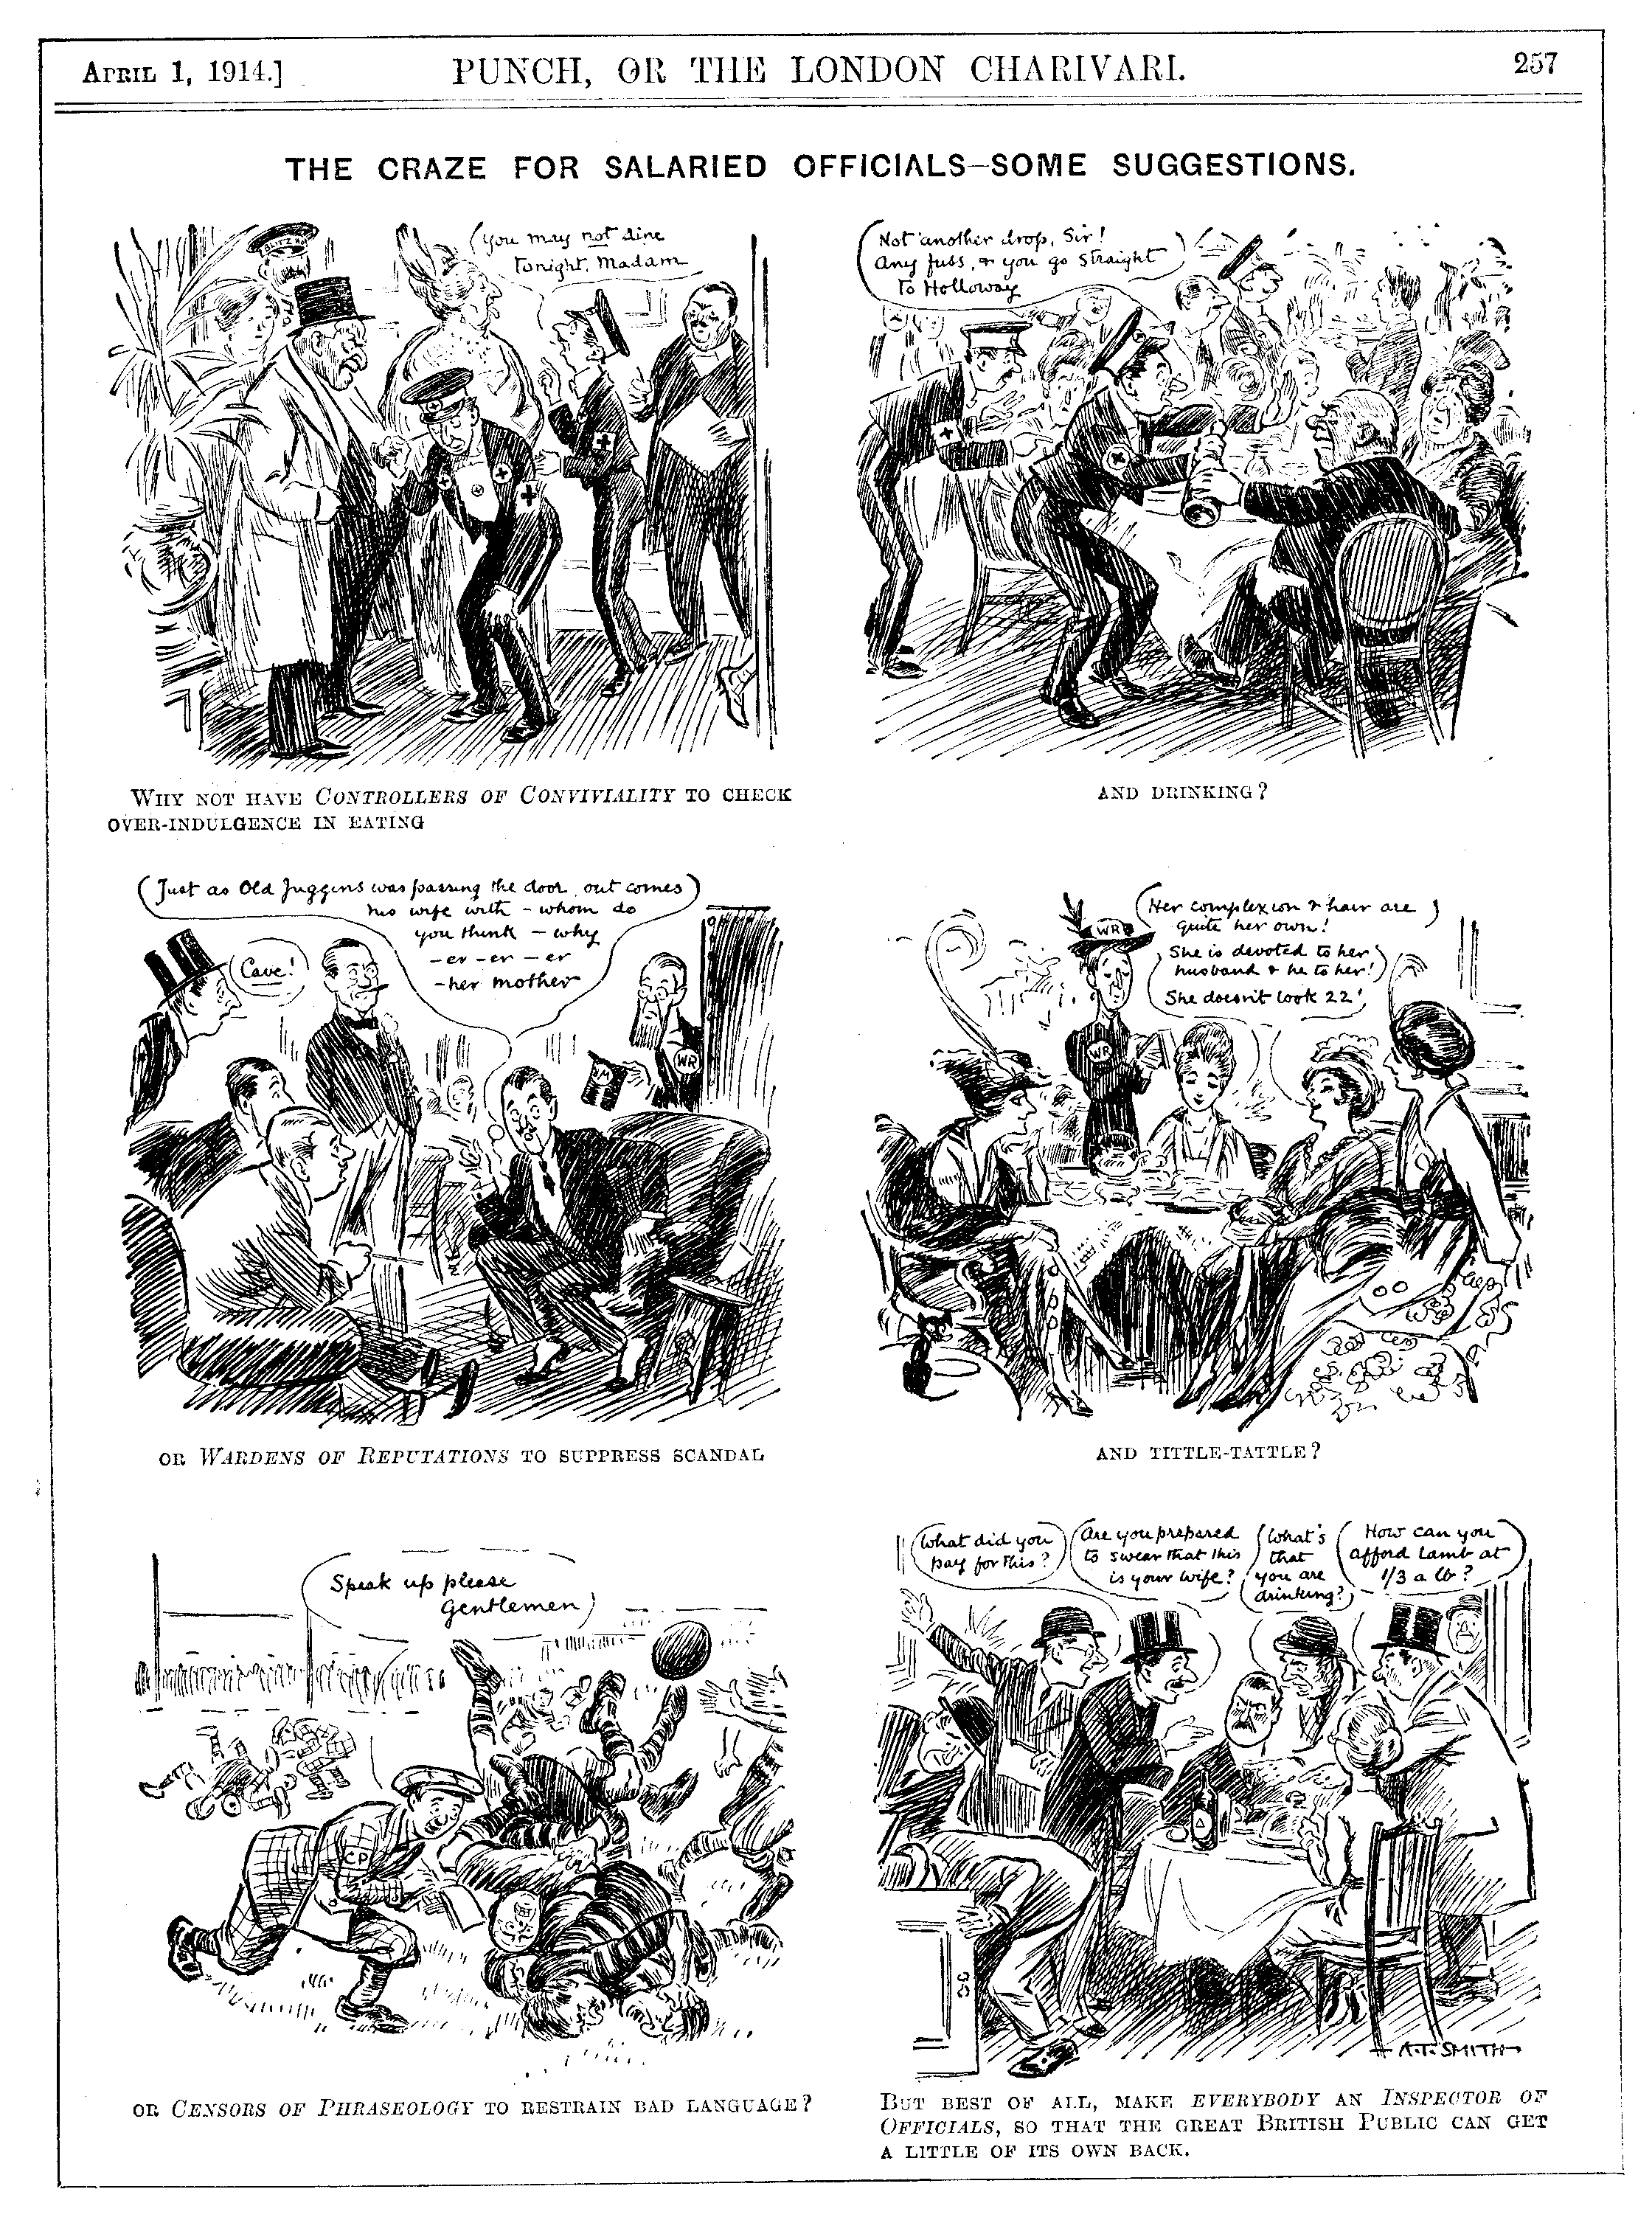 APRIL 1, 1914.]
PUNCH, OR THE LONDON CHARIVARI.
257
THE CRAZE FOR SALARIED OFFICIALS—SOME SUGGESTIONS.
You may not dine
tonight, Madam
WHY NOT HAVE CONTROLLERS OF CONVIVIALITY TO CHECK
OVER-INDULGENCE IN EATING
Not another drop, Sir!
Any fuss, & you go straight
to Holloway
AND DRINKING?
Just as Old Juggins was passing the door, out comes
his wife with — whom do
you think — why
—er—er—er
—her mother
Cave!
WR
OR WARDENS OF REPUTATIONS TO SUPPRESS SCANDAL
Her complexion & hair are
quite her own!
She is devoted to her
husband & he to her!
She doesn't look 22!
WR
WR
AND TITTLE-TATTLE?
Speak up please
Gentlemen
CP
OR CENSORS OF PHRASEOLOGY TO RESTRAIN BAD LANGUAGE?
What did you
pay for this?
Are you prepared
to swear that this
is your wife?
What's
that
you are
drinking?
How can you
afford Lamb at
1/3 a lb?
A.T. SMITH
BUT BEST OF ALL, MAKE EVERYBODY AN INSPECTOR OF
OFFICIALS, SO THAT THE GREAT BRITISH PUBLIC CAN GET
A LITTLE OF ITS OWN BACK.